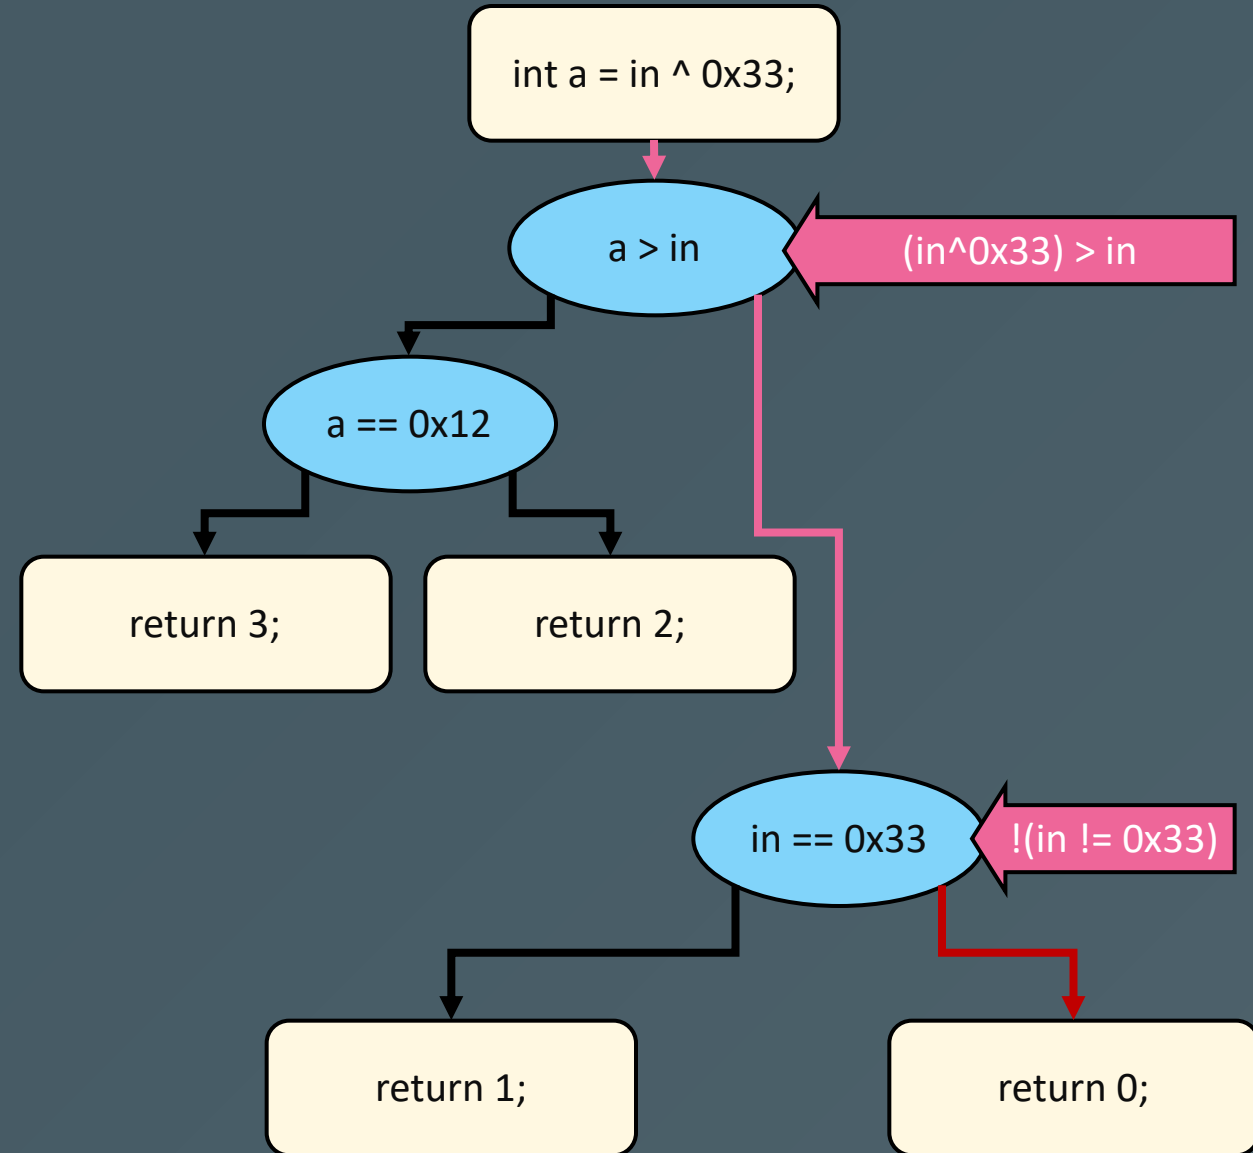 int a = in ^ 0x33;
a > in
(in^0x33) > in
a == 0x12
return 3;
return 2;
in == 0x33
!(in != 0x33)
return 1;
return 0;